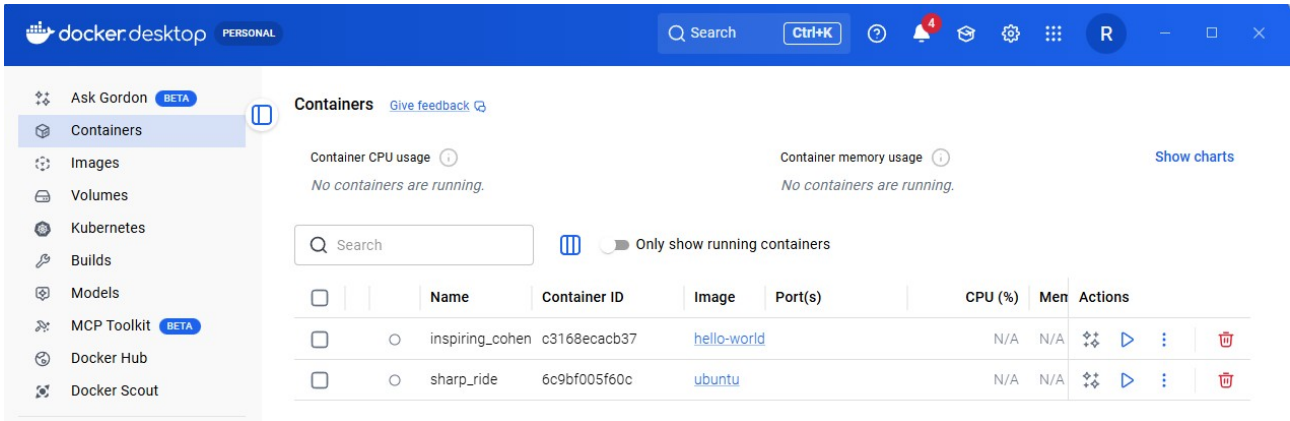 docker.desktop PERSONAL Search Ctrl+K 4 R
Ask Gordon BETA
Containers
Images
Volumes
Kubernetes
Builds
Models
MCP Toolkit BETA
Docker Hub
Docker Scout
Containers Give feedback
Container CPU usage Container memory usage Show charts
No containers are running. No containers are running.
Search Only show running containers
Name Container ID Image Port(s) CPU (%) Mem Actions
inspiring_cohen c3168ecacb37 hello-world N/A N/A
sharp_ride 6c9bf005f60c ubuntu N/A N/A